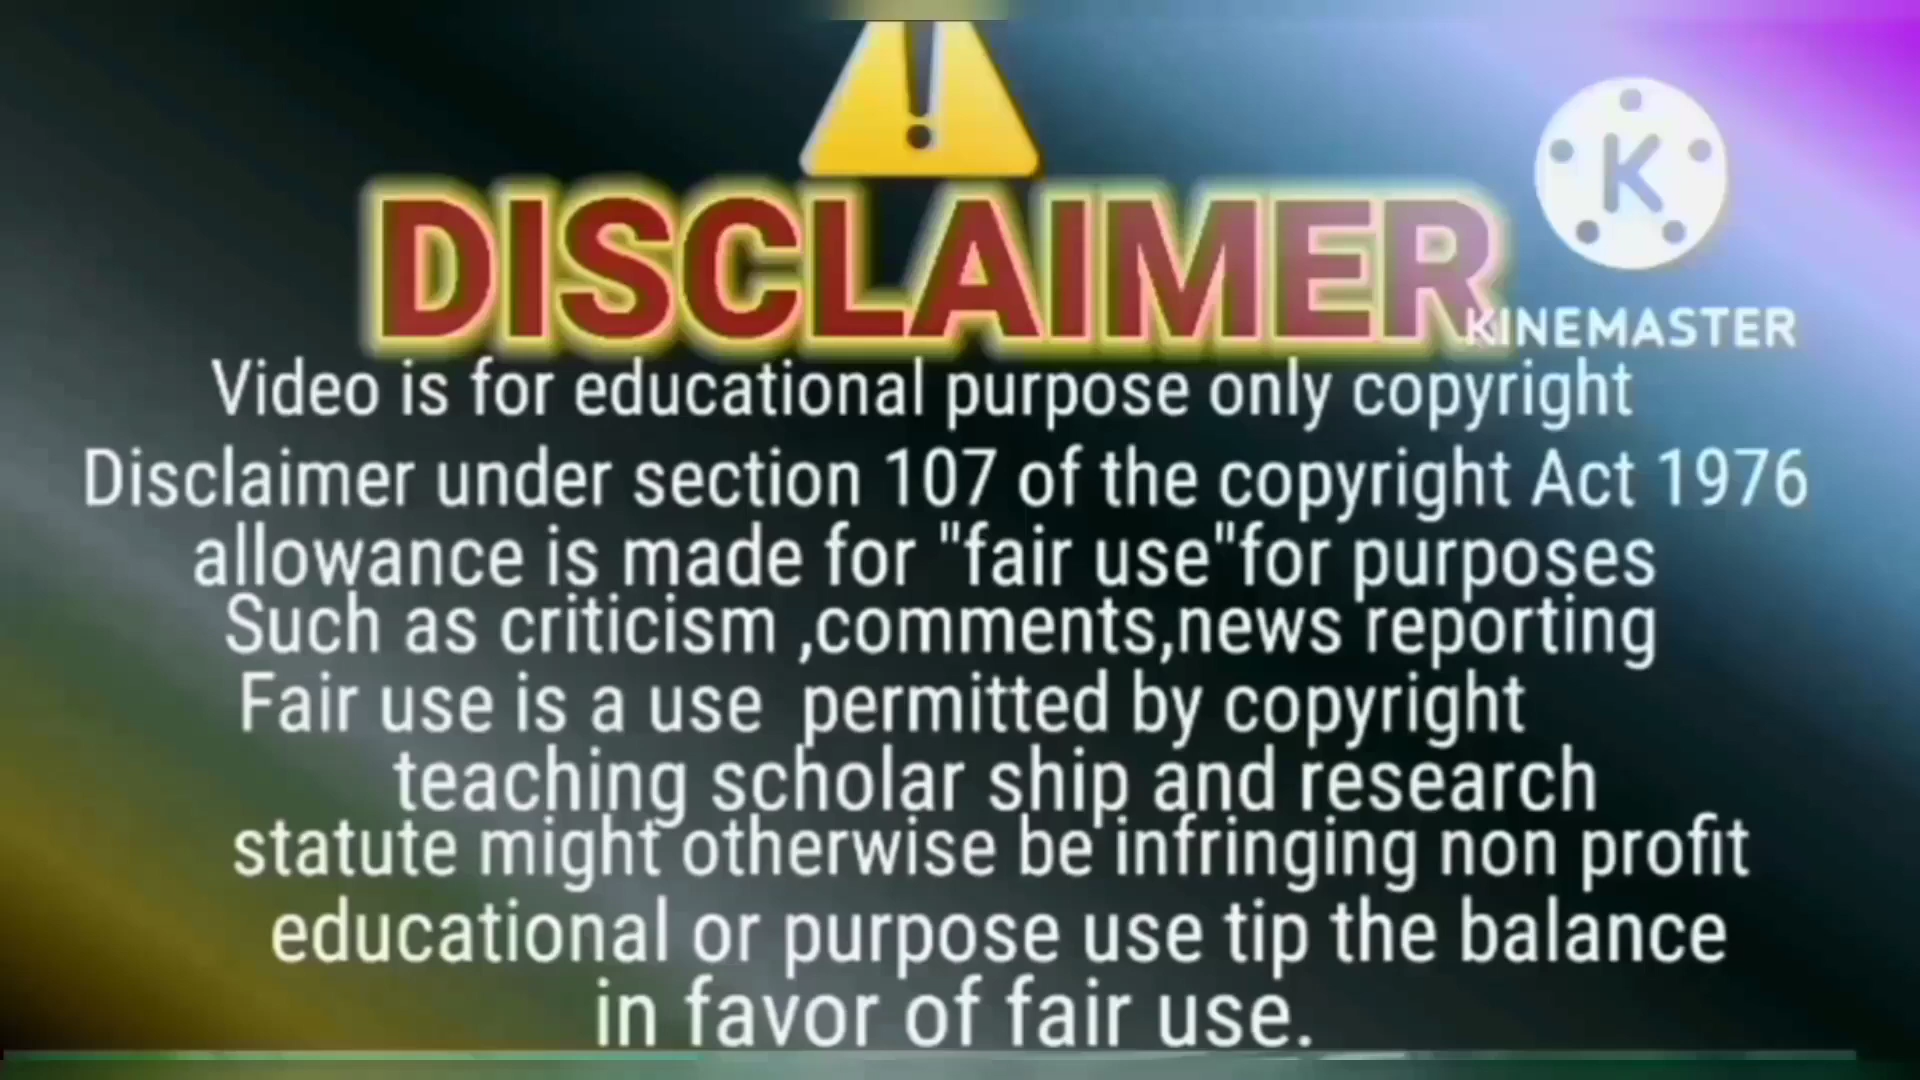 DISCLAIMER
K
KINEMASTER
Video is for educational purpose only copyright
Disclaimer under section 107 of the copyright Act 1976
allowance is made for "fair use"for purposes
Such as criticism ,comments,news reporting
Fair use is a use  permitted by copyright
teaching scholar ship and research
statute might otherwise be infringing non profit
educational or purpose use tip the balance
in favor of fair use.